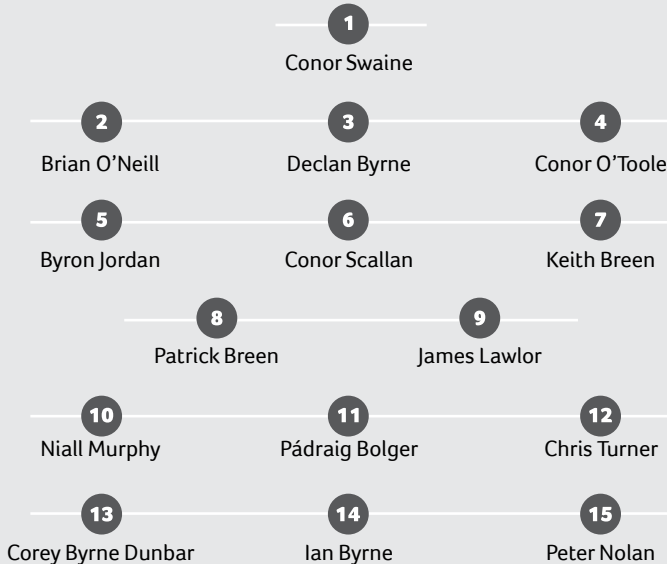 1
Conor Swaine
2 3 4
Brian O’Neill Declan Byrne Conor O’Toole
5 6 7
Byron Jordan Conor Scallan Keith Breen
8 9
Patrick Breen James Lawlor
10 11 12
Niall Murphy Pádraig Bolger Chris Turner
13 14 15
Corey Byrne Dunbar Ian Byrne Peter Nolan